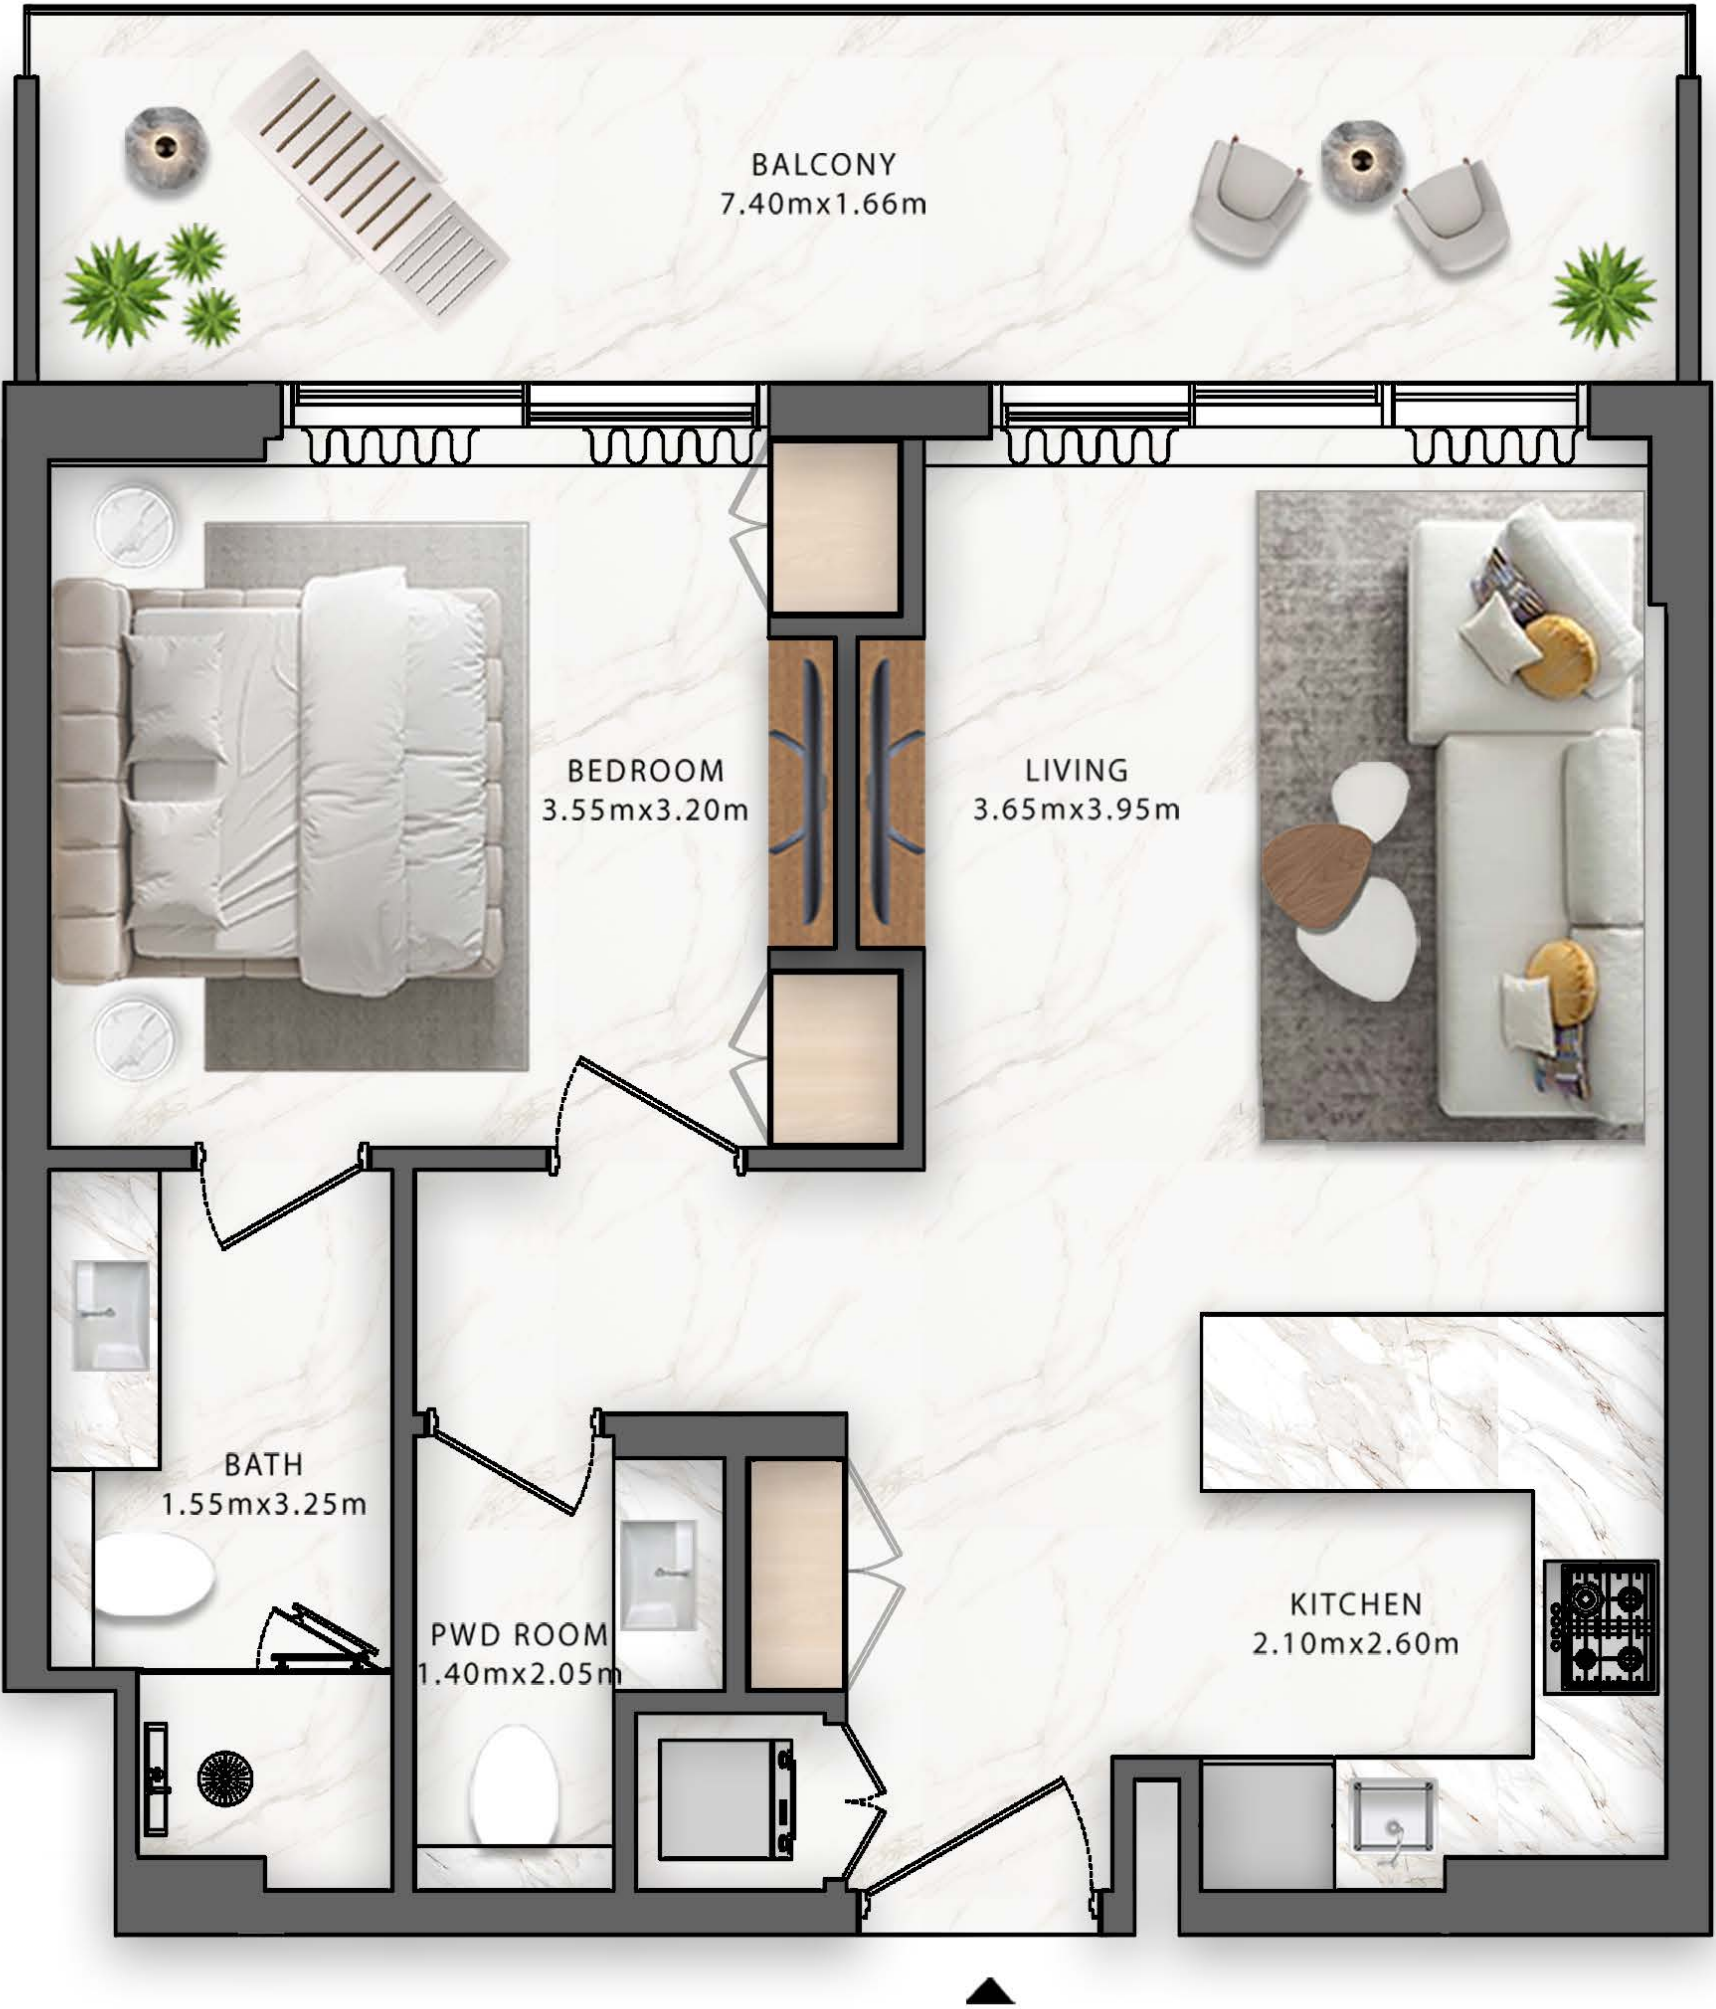 BALCONY
7.40mx1.66m
BEDROOM
3.55mx3.20m
LIVING
3.65mx3.95m
BATH
1.55mx3.25m
PWD ROOM
1.40mx2.05m
KITCHEN
2.10mx2.60m